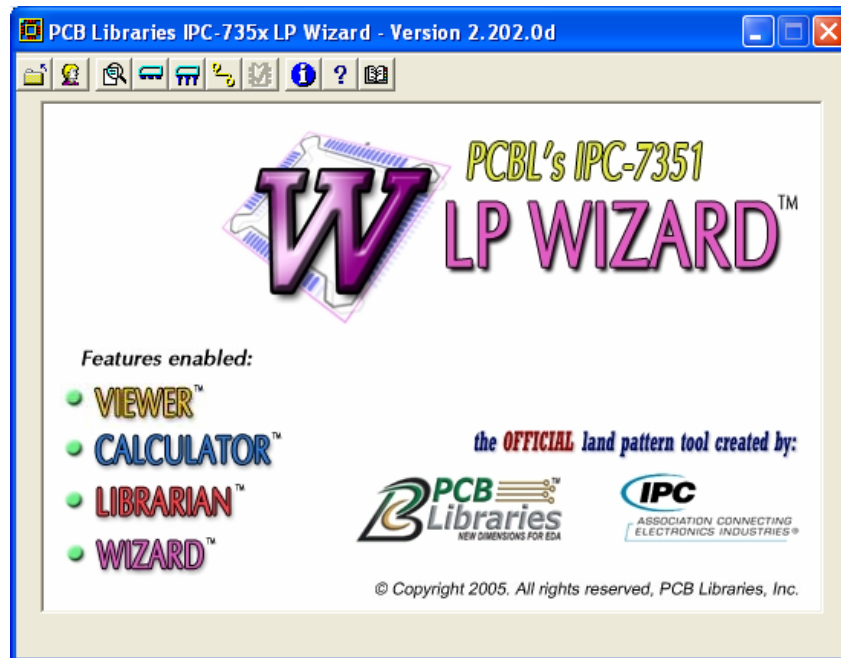 PCB Libraries IPC-735x LP Wizard - Version 2.202.0d
PCBL's IPC-7351
LP WIZARD™
W
Features enabled:
VIEWER™
CALCULATOR™
LIBRARIAN™
WIZARD™
the OFFICIAL land pattern tool created by:
PCB™
Libraries
NEW DIMENSIONS FOR EDA
IPC
ASSOCIATION CONNECTING
ELECTRONICS INDUSTRIES®
© Copyright 2005. All rights reserved, PCB Libraries, Inc.